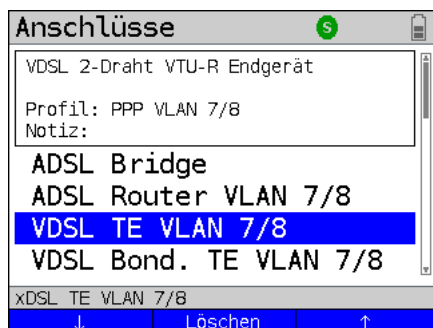 Anschlüsse S
VDSL 2-Draht VTU-R Endgerät
Profil: PPP VLAN 7/8
Notiz:
ADSL Bridge
ADSL Router VLAN 7/8
VDSL TE VLAN 7/8
VDSL Bond. TE VLAN 7/8
xDSL TE VLAN 7/8
↓ Löschen ↑